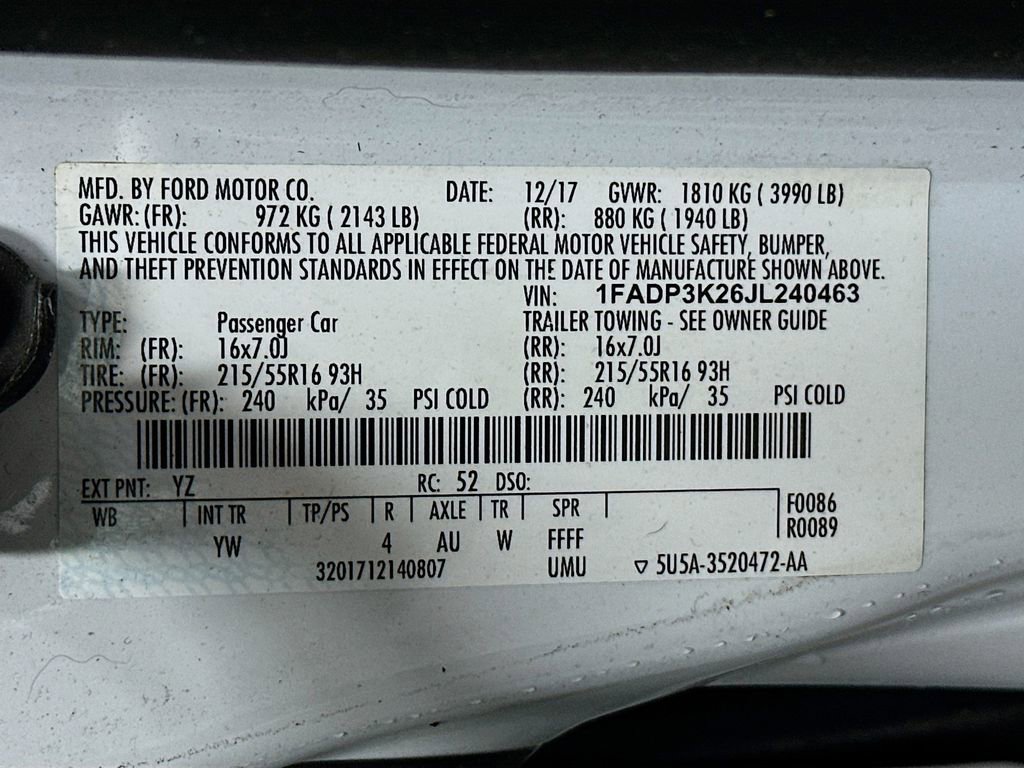 MFD. BY FORD MOTOR CO. DATE: 12/17 GVWR: 1810 KG ( 3990 LB)
GAWR: (FR): 972 KG ( 2143 LB) (RR): 880 KG ( 1940 LB)
THIS VEHICLE CONFORMS TO ALL APPLICABLE FEDERAL MOTOR VEHICLE SAFETY, BUMPER,
AND THEFT PREVENTION STANDARDS IN EFFECT ON THE DATE OF MANUFACTURE SHOWN ABOVE.
VIN: 1FADP3K26JL240463
TYPE: Passenger Car TRAILER TOWING - SEE OWNER GUIDE
RIM: (FR): 16x7.0J (RR): 16x7.0J
TIRE: (FR): 215/55R16 93H (RR): 215/55R16 93H
PRESSURE: (FR): 240 kPa/ 35 PSI COLD (RR): 240 kPa/ 35 PSI COLD
EXT PNT: YZ RC: 52 DSO:
WB INT TR TP/PS R AXLE TR SPR F0086
R0089
YW 4 AU W FFFF
3201712140807 UMU ▽ 5U5A-3520472-AA